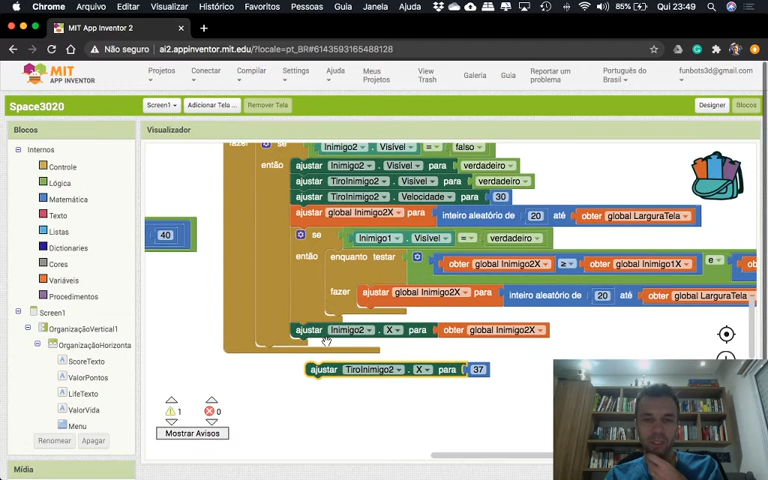 Chrome Arquivo Editar Visualizar Histórico Favoritos Pessoas Guia Janela Ajuda 85% Qui 23:49
MIT App Inventor 2
Não seguro ai2.appinventor.mit.edu/?locale=pt_BR#6143593165488128
MIT APP INVENTOR
Projetos Conectar Compilar Settings Ajuda Meus Projetos View Trash Galeria Guia Reportar um problema Português do Brasil funbots3d@gmail.com
Space3020 Screen1 Adicionar Tela ... Remover Tela Designer Blocos
Blocos Visualizador
Internos
Controle
Lógica
Matemática
Texto
Listas
Dictionaries
Cores
Variáveis
Procedimentos
Screen1
OrganizaçãoVertical1
OrganizaçãoHorizonta
ScoreTexto
ValorPontos
LifeTexto
ValorVida
Menu
Renomear Apagar
Mídia
40
fazer se Inimigo2 . Visível = falso
então ajustar Inimigo2 . Visível para verdadeiro
ajustar TiroInimigo2 . Visível para verdadeiro
ajustar TiroInimigo2 . Velocidade para 30
ajustar global Inimigo2X para inteiro aleatório de 20 até obter global LarguraTela
se Inimigo1 . Visível = verdadeiro
então enquanto testar obter global Inimigo2X ≥ obter global Inimigo1X e
fazer ajustar global Inimigo2X para inteiro aleatório de 20 até obter global LarguraTela
ajustar Inimigo2 . X para obter global Inimigo2X
ajustar TiroInimigo2 . X para 37
1 0
Mostrar Avisos